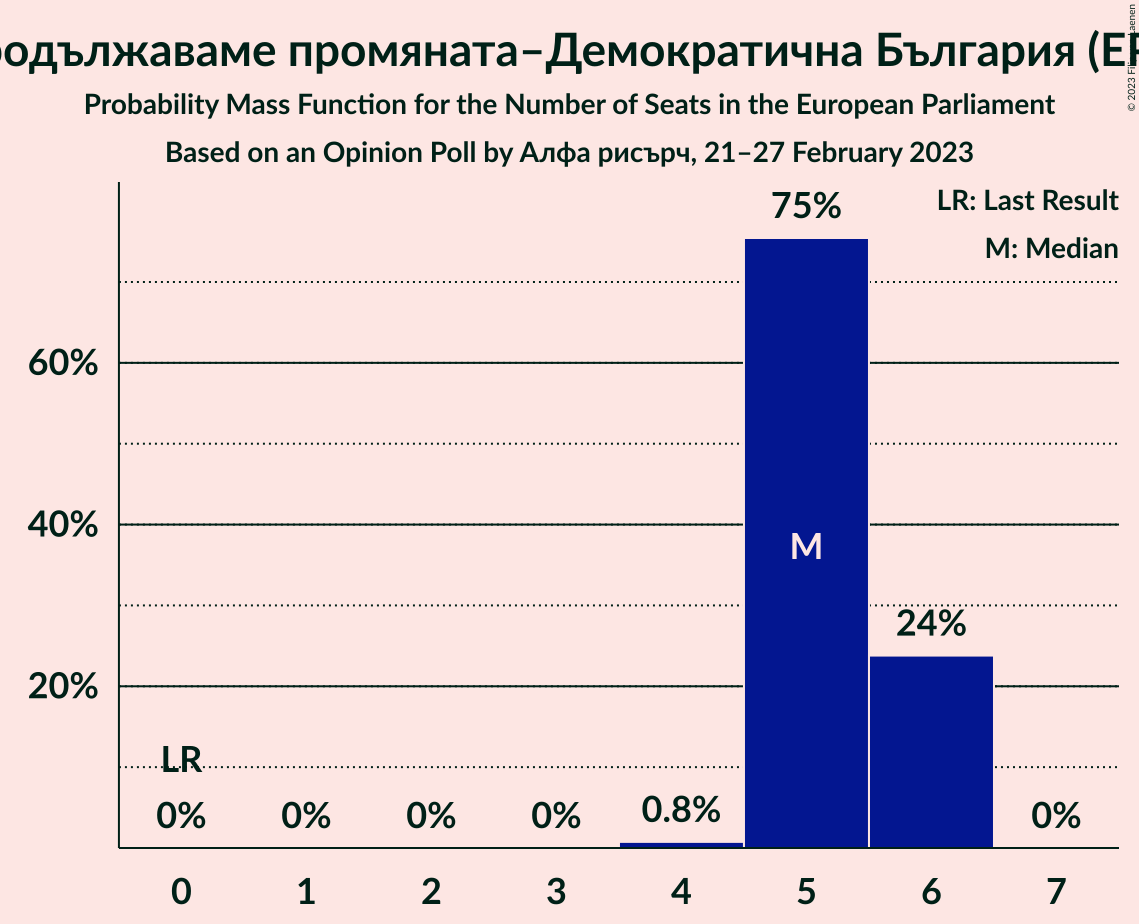 одължаваме промяната–Демократична България (EP
Probability Mass Function for the Number of Seats in the European Parliament
Based on an Opinion Poll by Алфа рисърч, 21–27 February 2023
© 2023
LR: Last Result
M: Median
75%
60%
40%
20%
M
24%
LR
0% 0% 0% 0% 0.8% 0%
0 1 2 3 4 5 6 7